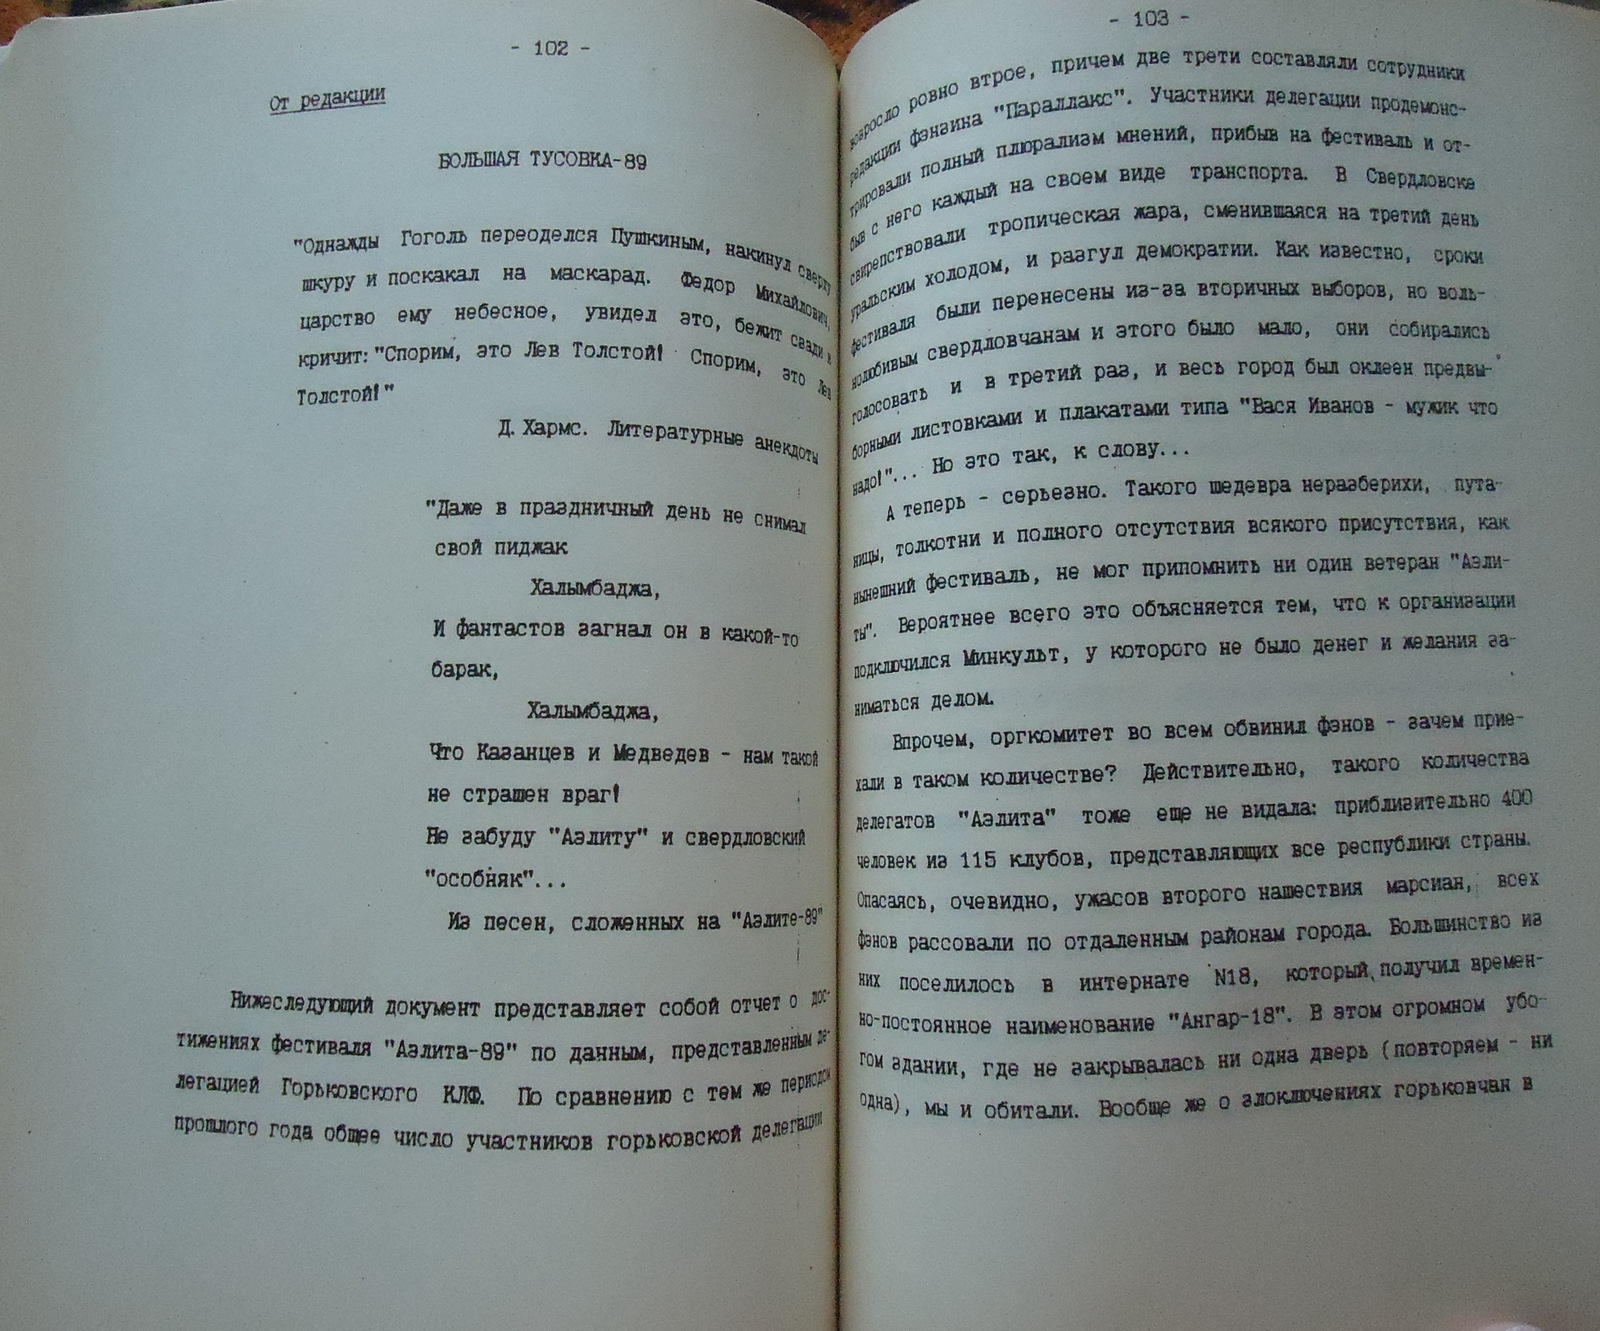 - 102 -
От редакции
БОЛЬШАЯ ТУСОВКА-89
"Однажды Гоголь переоделся Пушкиным, накинул сверху
шкуру и поскакал на маскарад. Федор Михайлович,
царство ему небесное, увидел это, бежит сзади и
кричит: "Спорим, это Лев Толстой! Спорим, это Лев
Толстой!"
Д. Хармс. Литературные анекдоты
"Даже в праздничный день не снимал
свой пиджак
Халымбаджа,
И фантастов загнал он в какой-то
барак,
Халымбаджа,
Что Казанцев и Медведев - нам такой
не страшен враг!
Не забуду "Аэлиту" и свердловский
"особняк"...
Из песен, сложенных на "Аэлите-89"
Нижеследующий документ представляет собой отчет о дос-
тижениях фестиваля "Аэлита-89" по данным, представленным де-
легацией Горьковского КЛФ. По сравнению с тем же периодом
прошлого года общее число участников горьковской делегации
- 103 -
возросло ровно втрое, причем две трети составляли сотрудники
редакции фэнзина "Параллакс". Участники делегации продемонс-
трировали полный плюрализм мнений, прибыв на фестиваль и от-
быв с него каждый на своем виде транспорта. В Свердловске
свирепствовали тропическая жара, сменившаяся на третий день
уральским холодом, и разгул демократии. Как известно, сроки
фестиваля были перенесены из-за вторичных выборов, но воль-
нолюбивым свердловчанам и этого было мало, они собирались
голосовать и в третий раз, и весь город был оклеен предвы-
борными листовками и плакатами типа "Вася Иванов - мужик что
надо!"... Но это так, к слову...
А теперь - серьезно. Такого шедевра неразберихи, пута-
ницы, толкотни и полного отсутствия всякого присутствия, как
нынешний фестиваль, не мог припомнить ни один ветеран "Аэли-
ты". Вероятнее всего это объясняется тем, что к организации
подключился Минкульт, у которого не было денег и желания за-
ниматься делом.
Впрочем, оргкомитет во всем обвинил фэнов - зачем прие-
хали в таком количестве? Действительно, такого количества
делегатов "Аэлита" тоже еще не видала: приблизительно 400
человек из 115 клубов, представляющих все республики страны.
Опасаясь, очевидно, ужасов второго нашествия марсиан, всех
фэнов рассовали по отдаленным районам города. Большинство из
них поселилось в интернате N18, который получил времен-
но-постоянное наименование "Ангар-18". В этом огромном убо-
гом здании, где не закрывалась ни одна дверь (повторяем - ни
одна), мы и обитали. Вообще же о злоключениях горьковчан в